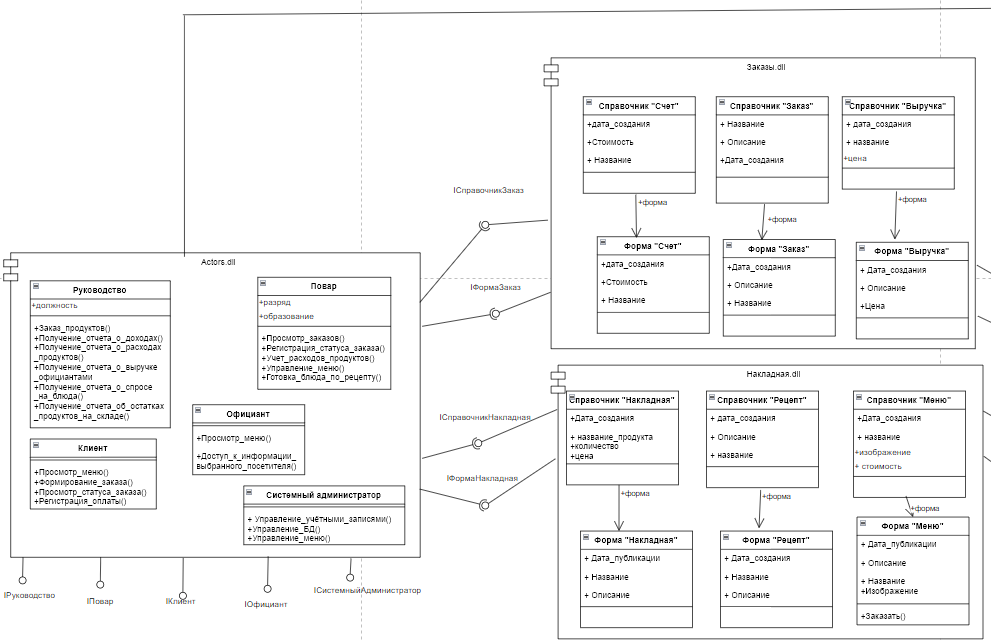 Заказы.dll
Справочник "Счет"
+дата_создания
+Стоимость
+ Название
Справочник "Заказ"
+ Название
+ Описание
+Дата_создания
Справочник "Выручка"
+ дата_создания
+ название
+цена
+форма
+форма
+форма
Форма "Счет"
+дата_создания
+Стоимость
+ Название
Форма "Заказ"
+Дата_создания
+ Описание
+ Название
Форма "Выручка"
+ Дата_создания
+ Описание
+Цена
IСправочникЗаказ
IФормаЗаказ
IСправочникНакладная
IФормаНакладная
Actors.dll
Руководство
+должность
+Заказ_продуктов()
+Получение_отчета_о_доходах()
+Получение_отчета_о_расходах
_продуктов()
+Получение_отчета_о_выручке
_официантами
+Получение_отчета_о_спросе
_на_блюда()
+Получение_отчета_об_остатках
_продуктов_на_складе()
Повар
+разряд
+образование
+Просмотр_заказов()
+Регистрация_статуса_заказа()
+Учет_расходов_продуктов()
+Управление_меню()
+Готовка_блюда_по_рецепту()
Официант
+Просмотр_меню()
+Доступ_к_информации_
выбранного_посетителя()
Клиент
+Просмотр_меню()
+Формирование_заказа()
+Просмотр_статуса_заказа()
+Регистрация_оплаты()
Системный администратор
+ Управление_учётными_записями()
+Управление_БД()
+Управление_меню()
IРуководство
IПовар
IКлиент
IОфициант
IСистемныйАдминистратор
Накладная.dll
Справочник "Накладная"
+Дата_создания
+ название_продукта
+количество
+цена
Справочник "Рецепт"
+ дата_создания
+ Описание
+ название
Справочник "Меню"
+Дата_создания
+ название
+изображение
+ стоимость
+форма
+форма
+форма
Форма "Накладная"
+ Дата_публикации
+ Название
+ Описание
Форма "Рецепт"
+ Дата_создания
+ Название
+ Описание
Форма "Меню"
+ Дата_публикации
+ Описание
+ Название
+Изображение
+Заказать()